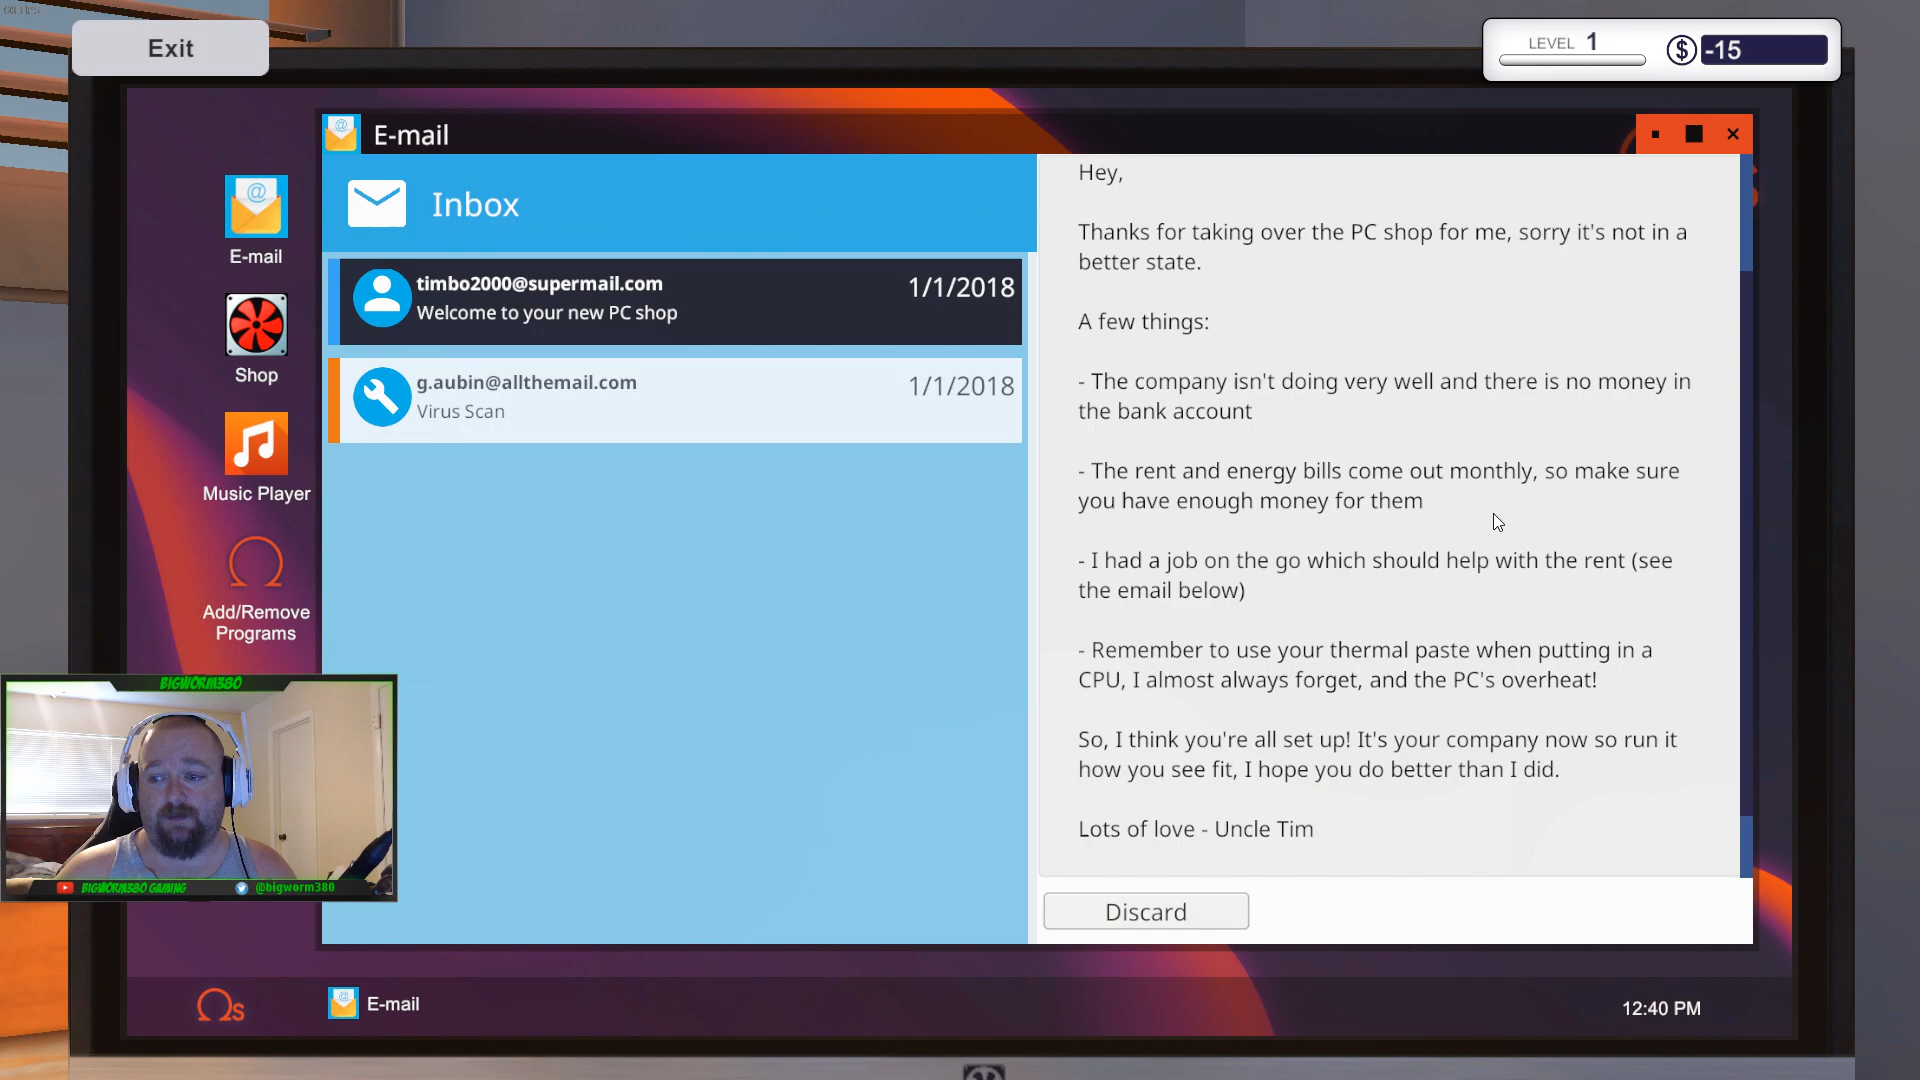 Exit
LEVEL 1
$ -15
E-mail
Inbox
timbo2000@supermail.com
1/1/2018
Welcome to your new PC shop
g.aubin@allthemail.com
1/1/2018
Virus Scan
E-mail
Shop
Music Player
Add/Remove
Programs
Hey,
Thanks for taking over the PC shop for me, sorry it's not in a
better state.
A few things:
- The company isn't doing very well and there is no money in
the bank account
- The rent and energy bills come out monthly, so make sure
you have enough money for them
- I had a job on the go which should help with the rent (see
the email below)
- Remember to use your thermal paste when putting in a
CPU, I almost always forget, and the PC's overheat!
So, I think you're all set up! It's your company now so run it
how you see fit, I hope you do better than I did.
Lots of love - Uncle Tim
Discard
BIGWORM380
BIGWORM380 GAMING
@bigworm380
Ωs
E-mail
12:40 PM